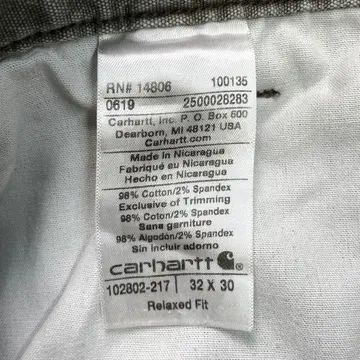 RN# 14806 100135
0619 2500028283
Carhartt, Inc. P.O. Box 600
Dearborn, MI 48121 USA
Carhartt.com
Made in Nicaragua
Fabriqué au Nicaragua
Hecho en Nicaragua
98% Cotton/2% Spandex
Exclusive of Trimming
98% Coton/2% Spandex
Sans garniture
98% Algodón/2% Spandex
Sin incluir adorno
carhartt
102802-217 32 X 30
Relaxed Fit